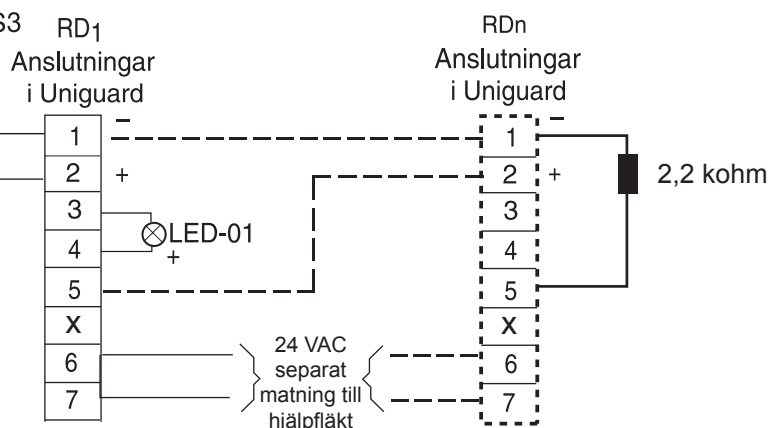 S3
RD1
Anslutningar
i Uniguard
–
1
2
+
3
4
LED-01
+
5
X
6
7
24 VAC
separat
matning till
hjälpfläkt
RDn
Anslutningar
i Uniguard
–
1
2
+
3
4
5
X
6
7
2,2 kohm